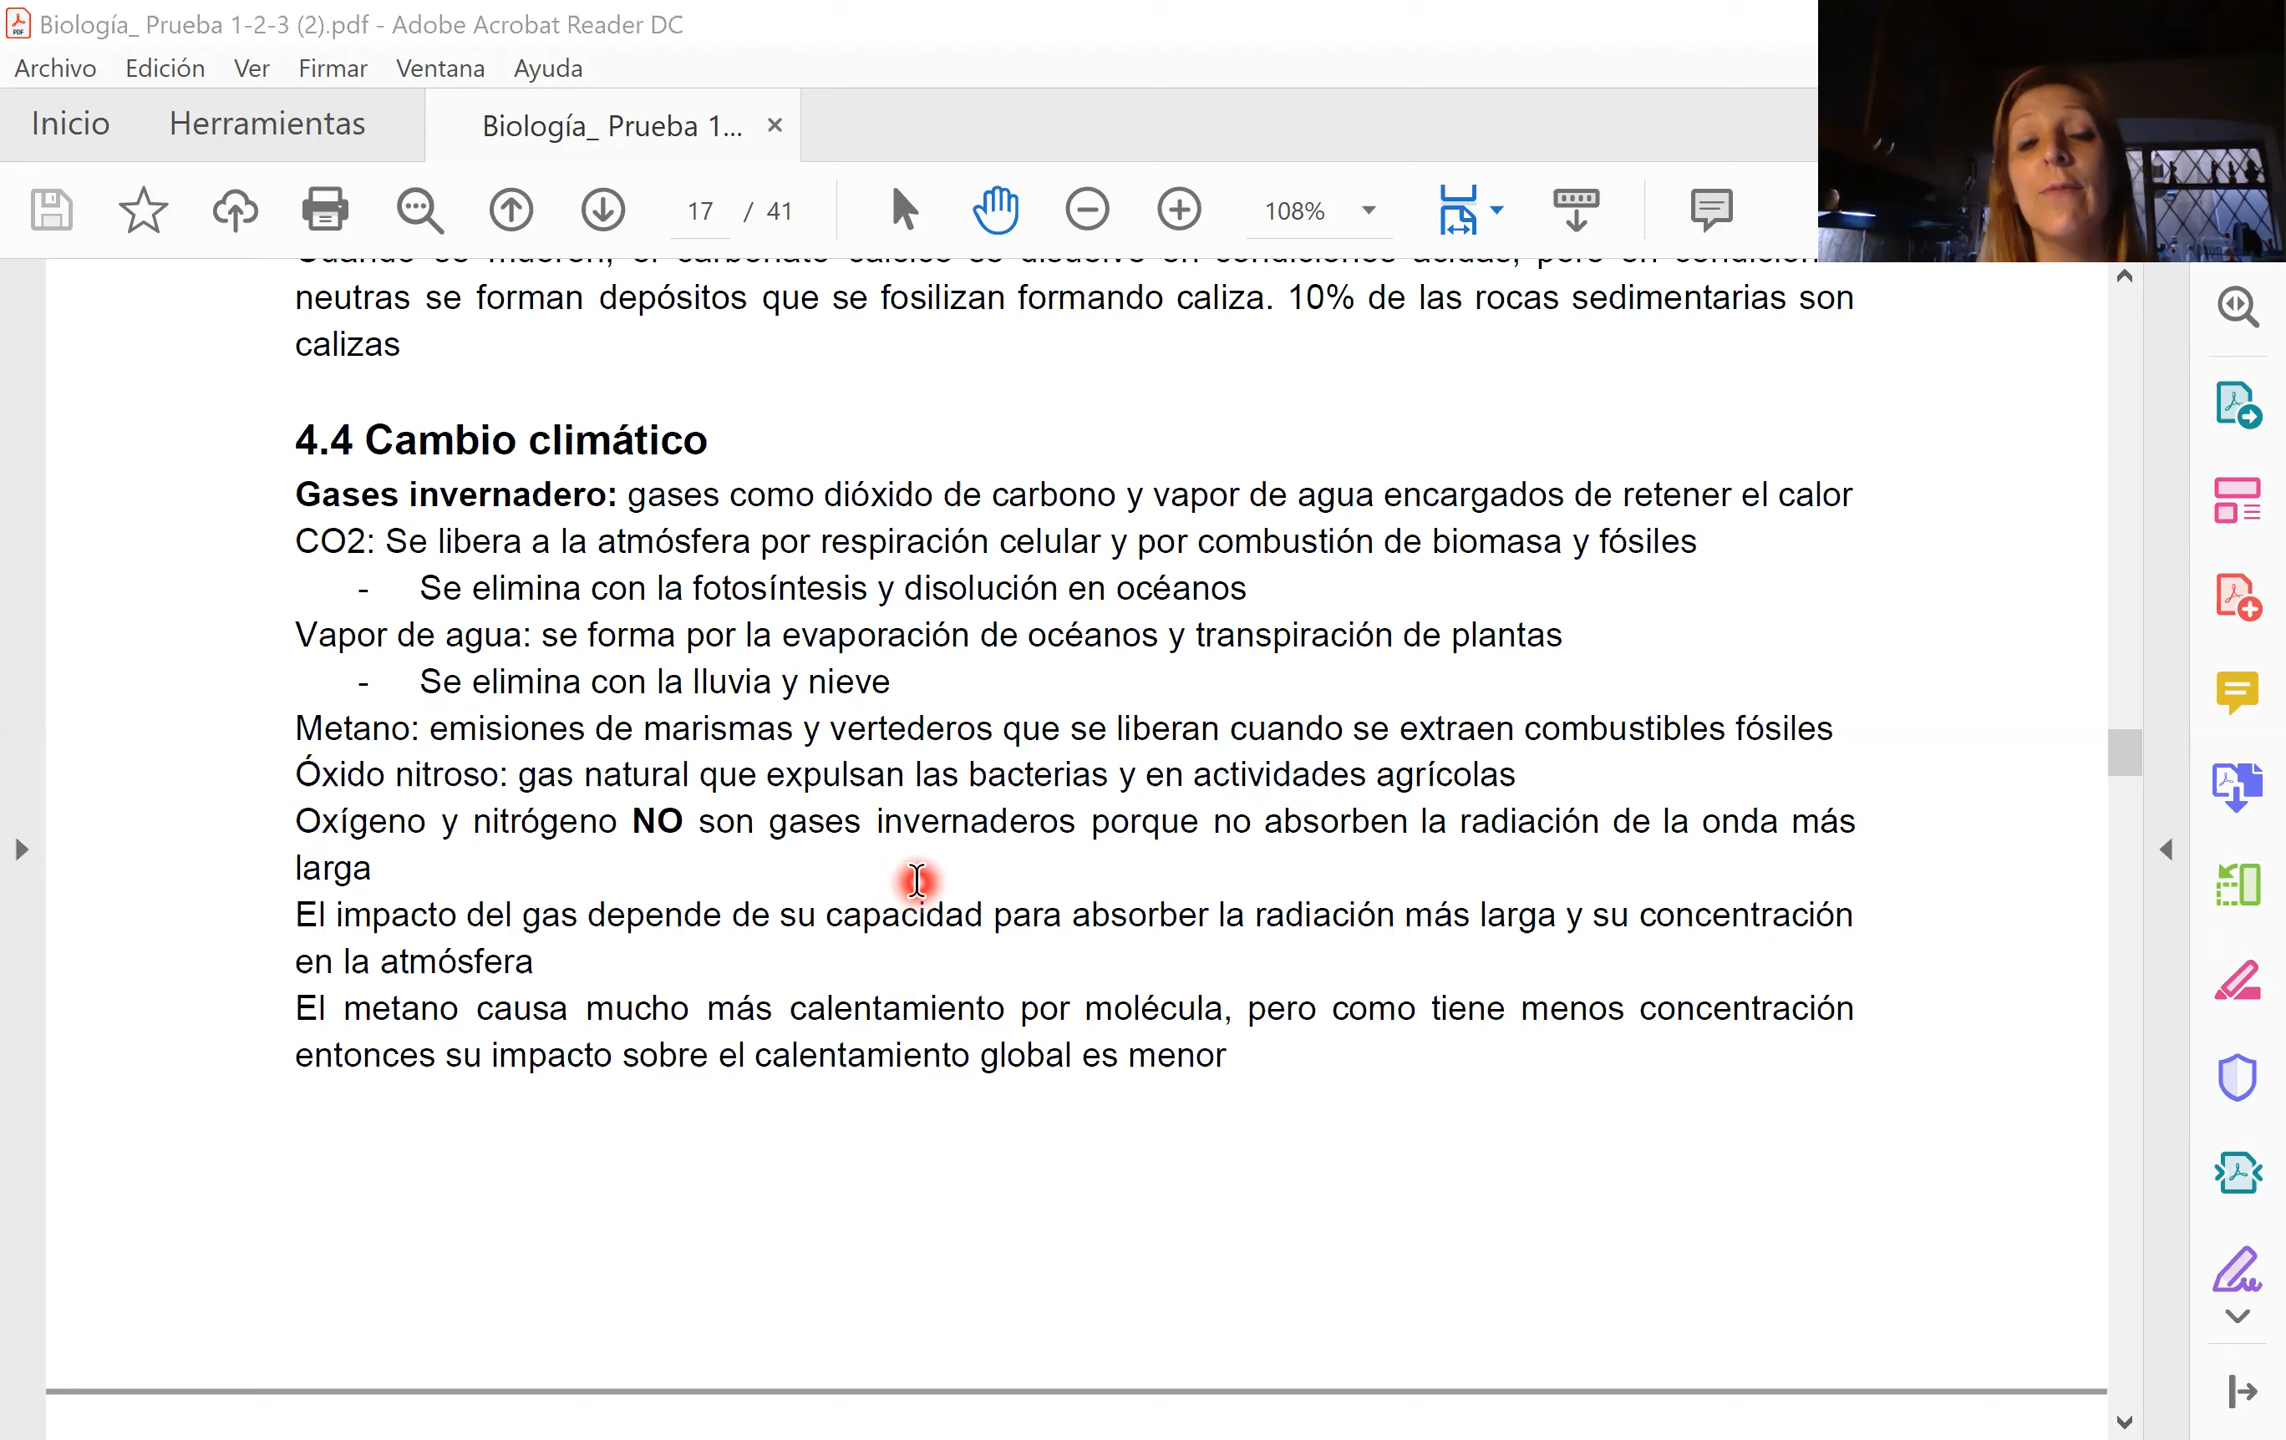 Biología_ Prueba 1-2-3 (2).pdf - Adobe Acrobat Reader DC
Archivo Edición Ver Firmar Ventana Ayuda
Inicio Herramientas Biología_ Prueba 1... ×
17 / 41 108%
neutras se forman depósitos que se fosilizan formando caliza. 10% de las rocas sedimentarias son
calizas
4.4 Cambio climático
Gases invernadero: gases como dióxido de carbono y vapor de agua encargados de retener el calor
CO2: Se libera a la atmósfera por respiración celular y por combustión de biomasa y fósiles
- Se elimina con la fotosíntesis y disolución en océanos
Vapor de agua: se forma por la evaporación de océanos y transpiración de plantas
- Se elimina con la lluvia y nieve
Metano: emisiones de marismas y vertederos que se liberan cuando se extraen combustibles fósiles
Óxido nitroso: gas natural que expulsan las bacterias y en actividades agrícolas
Oxígeno y nitrógeno NO son gases invernaderos porque no absorben la radiación de la onda más
larga
El impacto del gas depende de su capacidad para absorber la radiación más larga y su concentración
en la atmósfera
El metano causa mucho más calentamiento por molécula, pero como tiene menos concentración
entonces su impacto sobre el calentamiento global es menor